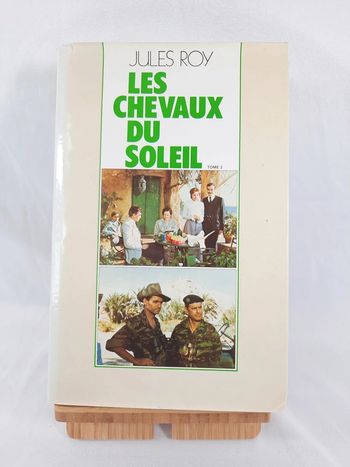 JULES ROY
LES
CHEVAUX
DU
SOLEIL
TOME 2